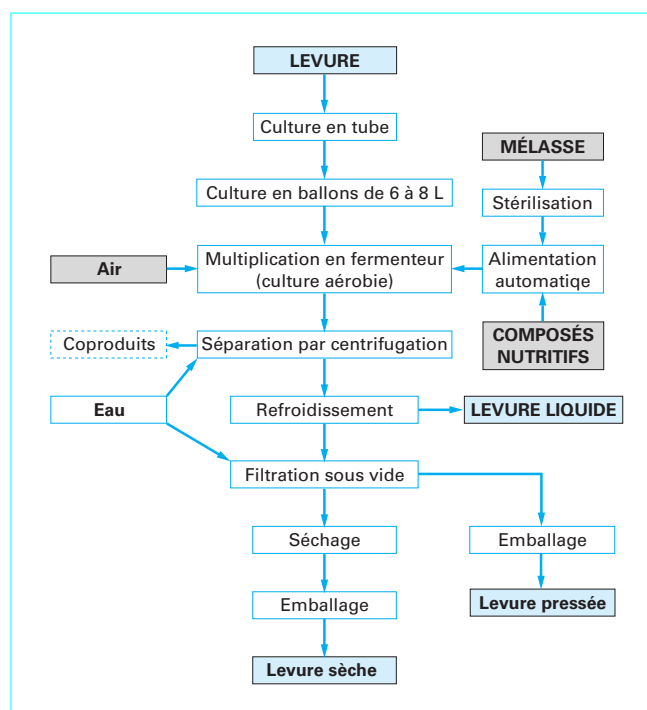 LEVURE
Culture en tube
MÉLASSE
Culture en ballons de 6 à 8 L
Stérilisation
Air
Multiplication en fermenteur
(culture aérobie)
Alimentation
automatiqe
Coproduits
Séparation par centrifugation
COMPOSÉS
NUTRITIFS
Eau
Refroidissement
LEVURE LIQUIDE
Filtration sous vide
Séchage
Emballage
Emballage
Levure pressée
Levure sèche